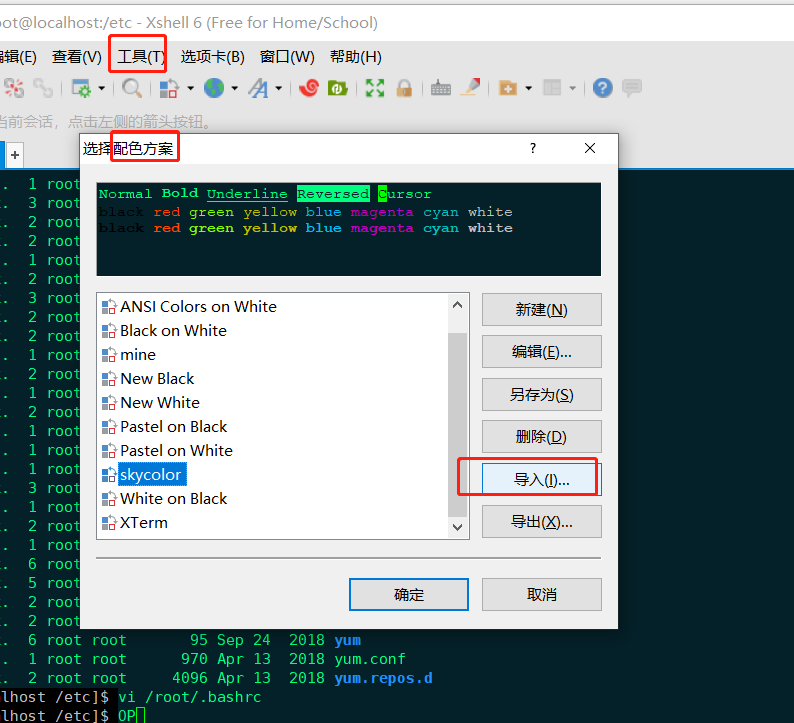 oot@localhost:/etc - Xshell 6 (Free for Home/School)
编辑(E) 查看(V) 工具(T) 选项卡(B) 窗口(W) 帮助(H)
当前会话，点击左侧的箭头按钮。
+
选择配色方案 ? ×
Normal Bold Underline Reversed Cursor
black red green yellow blue magenta cyan white
black red green yellow blue magenta cyan white
ANSI Colors on White
Black on White
mine
New Black
New White
Pastel on Black
Pastel on White
skycolor
White on Black
XTerm
新建(N)
编辑(E)...
另存为(S)
删除(D)
导入(I)...
导出(X)...
确定 取消
. 1 root
. 3 root
. 2 root
. 2 root
. 1 root
. 2 root
. 3 root
. 2 root
. 2 root
. 1 root
. 2 root
. 1 root
. 2 root
. 1 root
. 1 root
. 1 root
. 3 root
. 1 root
. 2 root
. 1 root
. 6 root
. 5 root
. 2 root
. 2 root
. 6 root root 95 Sep 24 2018 yum
. 1 root root 970 Apr 13 2018 yum.conf
. 2 root root 4096 Apr 13 2018 yum.repos.d
alhost /etc]$ vi /root/.bashrc
alhost /etc]$ OP